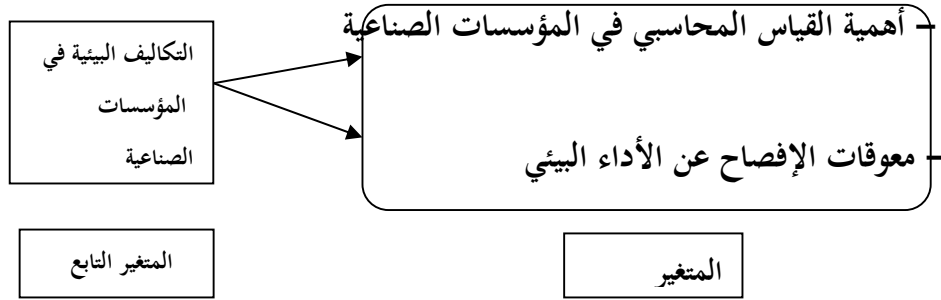 - أهمية القياس المحاسبي في المؤسسات الصناعية
- معوقات الإفصاح عن الأداء البيئي
التكاليف البيئية في
المؤسسات
الصناعية
المتغير
المتغير التابع